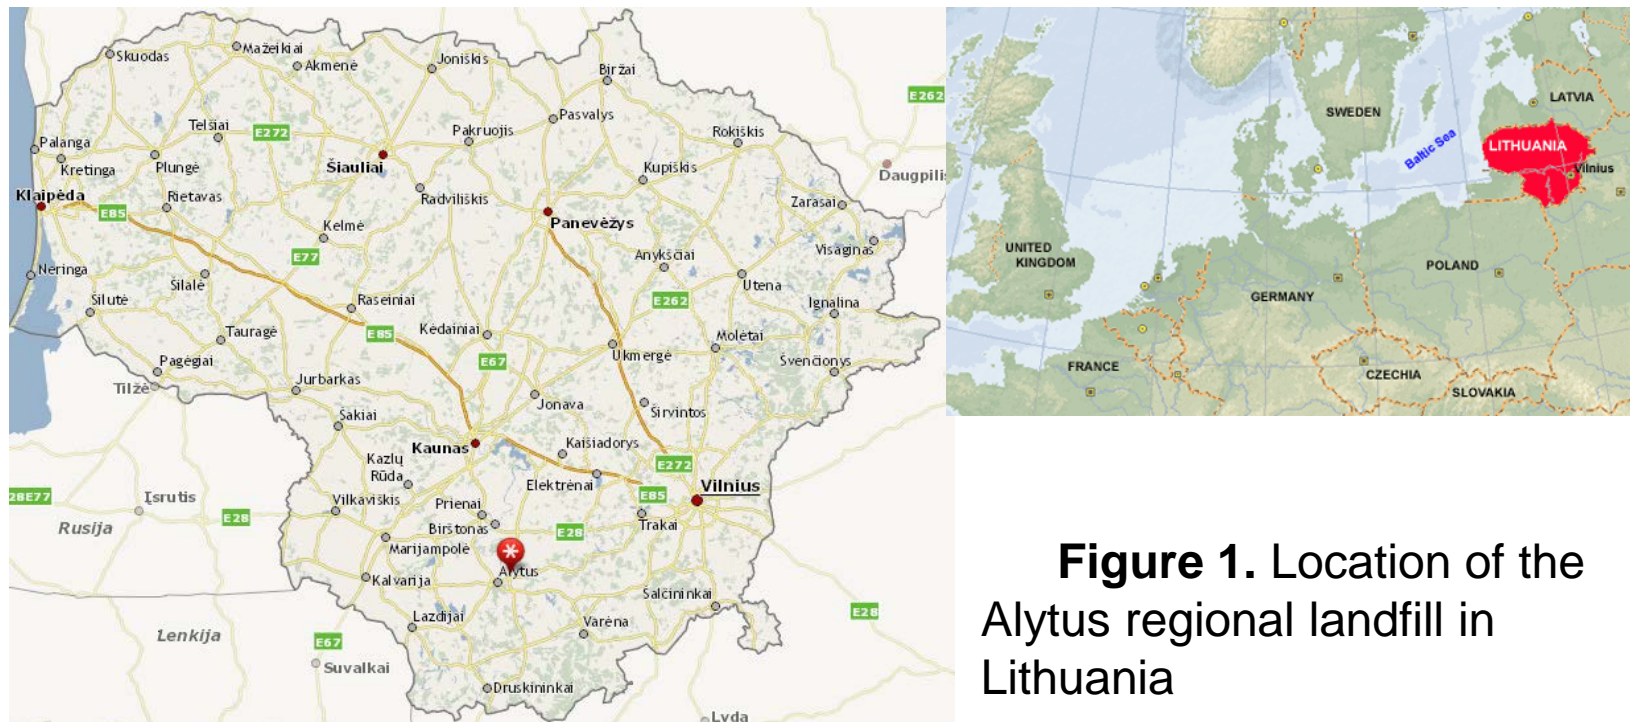 Skuodas
Mažeikiai
Akmenė
Joniškis
Biržai
E262
Pasvalys
Telšiai
E272
Pakruojis
Rokiškis
Palanga
Kretinga
Plungė
Šiauliai
Kupiškis
Daugpilis
Klaipėda
E85
Rietavas
Radviliškis
Zarasai
Kelmė
Panevėžys
Visaginas
E77
Anykščiai
Neringa
Šilalė
Utena
Šilutė
Raseiniai
E262
Ignalina
Tauragė
E85
Kėdainiai
Molėtai
Ukmergė
Švenčionys
Pagėgiai
E67
Tilžė
Jurbarkas
Jonava
Širvintos
Šakiai
Kaunas
Kaišiadorys
Kazlų
Rūda
E272
Elektrėnai
Vilnius
28E77
Įsrutis
Vilkaviškis
Prienai
E85
Rusija
E28
Birštonas
E28
Trakai
Marijampolė
Alytus
Kalvarija
Šalcininkai
Lazdijai
Varėna
E28
Lenkija
E67
Suvalkai
Druskininkai
Lyda
SWEDEN
LATVIA
Baltic Sea
LITHUANIA
Vilnius
UNITED
KINGDOM
POLAND
GERMANY
FRANCE
CZECHIA
SLOVAKIA
Figure 1. Location of the
Alytus regional landfill in
Lithuania